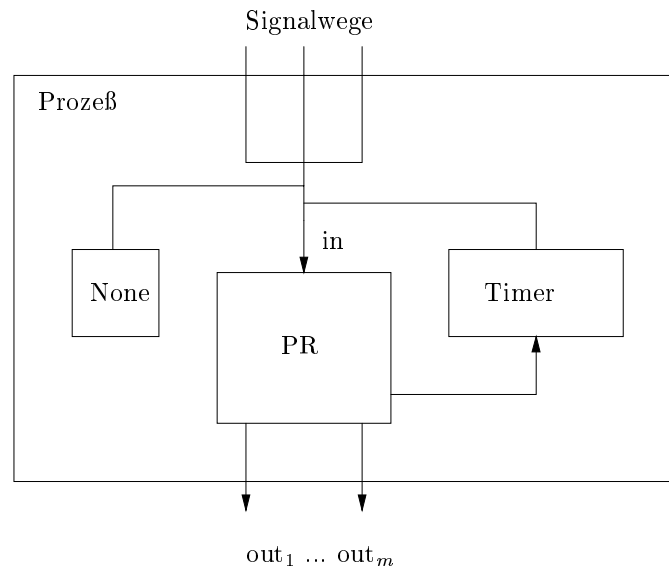 Signalwege
Prozeß
in
None
Timer
PR
out₁ ... outₘ